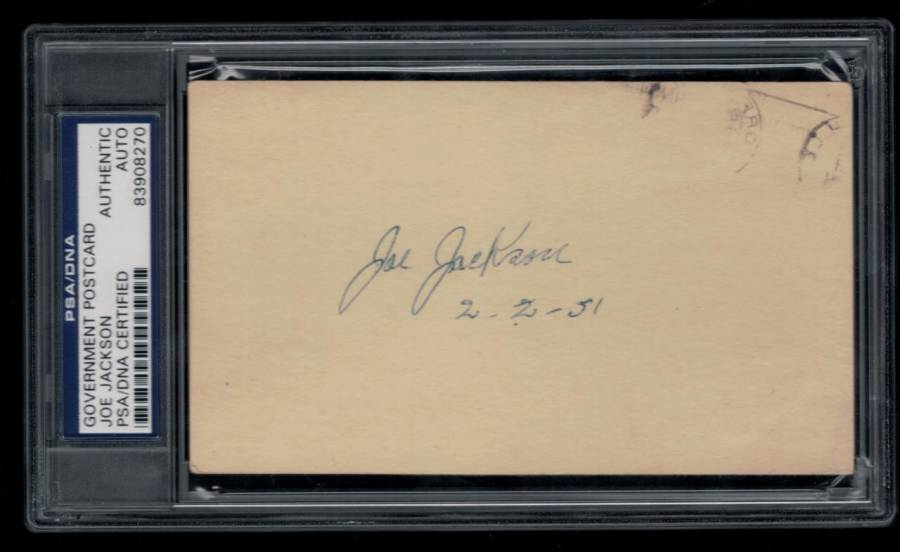 PSA/DNA
GOVERNMENT POSTCARD
JOE JACKSON AUTHENTIC
PSA/DNA CERTIFIED AUTO
83908270
Joe Jackson
2-2-51